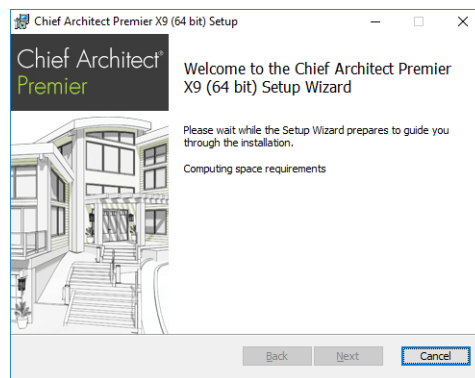 Chief Architect Premier X9 (64 bit) Setup
Chief Architect®
Premier
Welcome to the Chief Architect Premier
X9 (64 bit) Setup Wizard
Please wait while the Setup Wizard prepares to guide you
through the installation.
Computing space requirements
Back Next Cancel